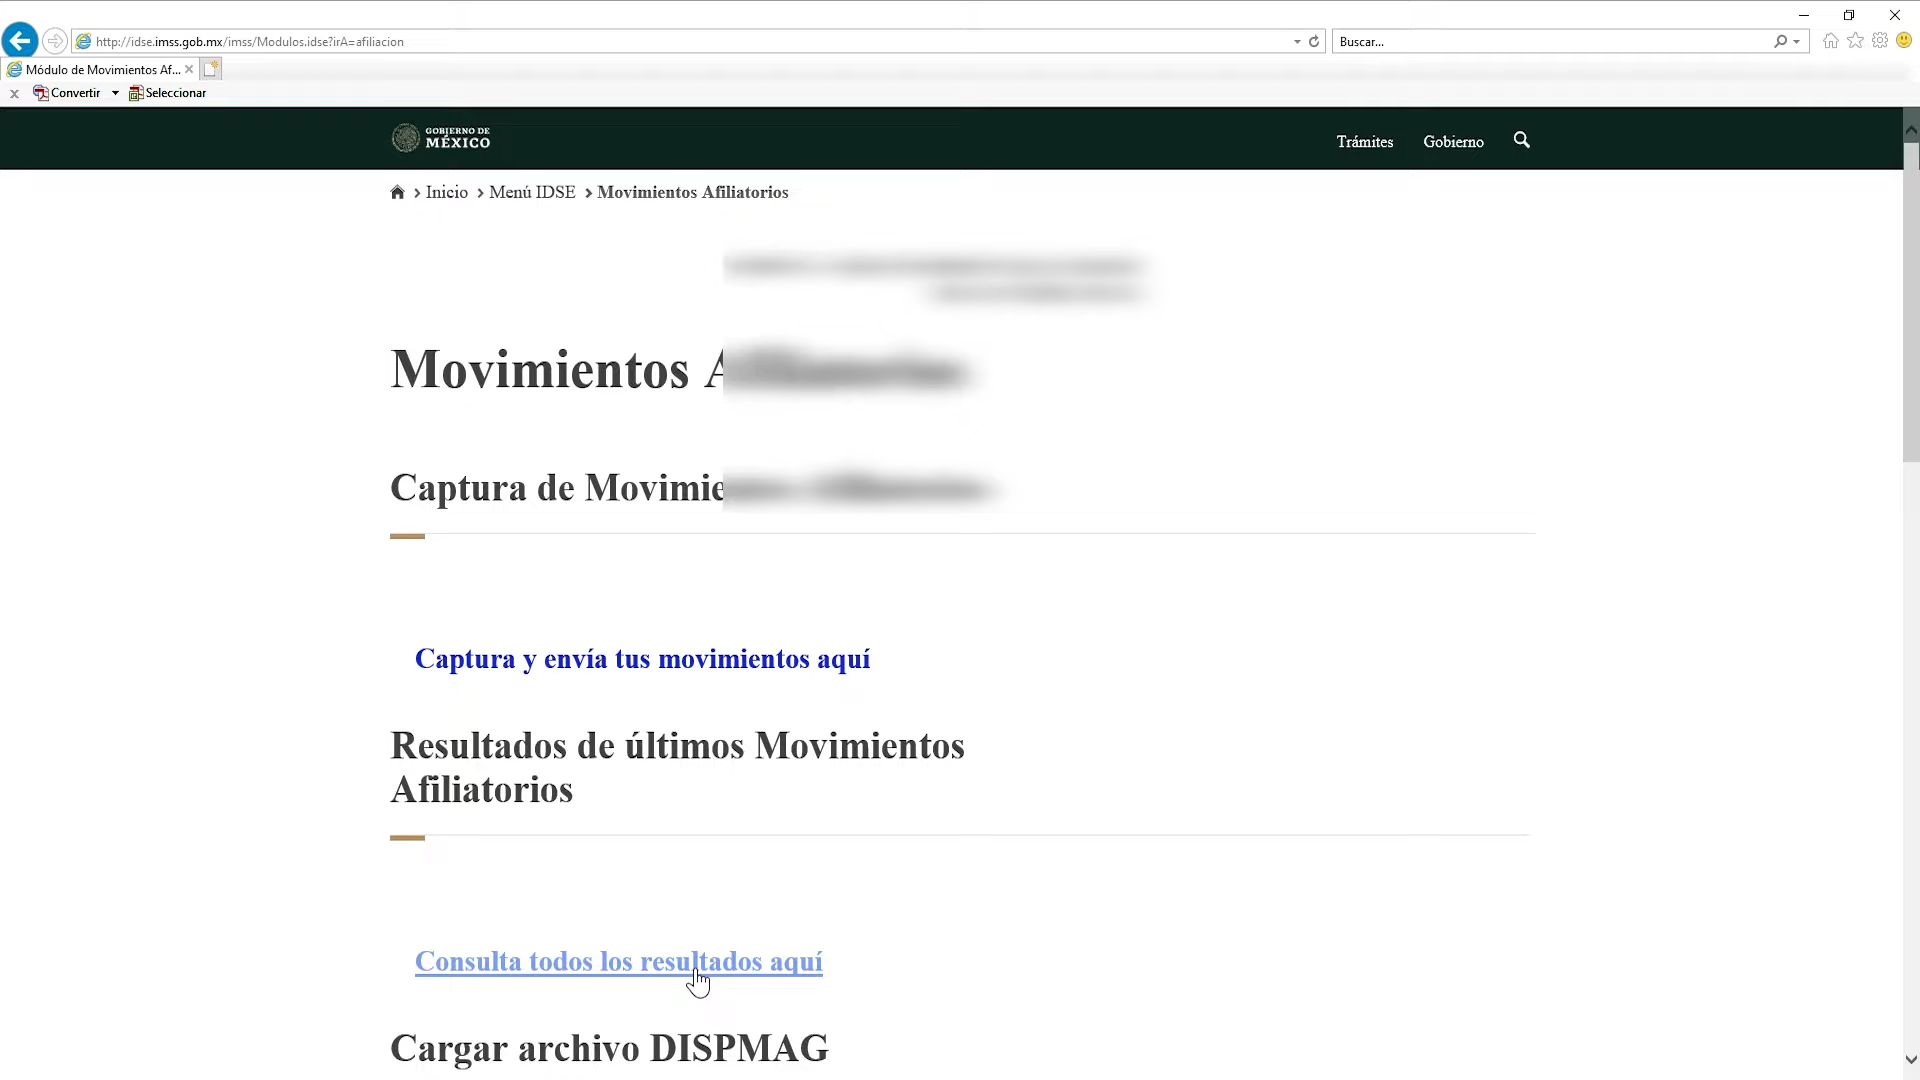 http://idse.imss.gob.mx/imss/Modulos.idse?irA=afiliacion
Buscar...
Módulo de Movimientos Af...
Convertir
Seleccionar
GOBIERNO DE
MÉXICO
Trámites
Gobierno
Inicio
Menú IDSE
Movimientos Afiliatorios
Movimientos
Captura de
Captura y envía tus movimientos aquí
Resultados de últimos Movimientos
Afiliatorios
Consulta todos los resultados aquí
Cargar archivo DISPMAG